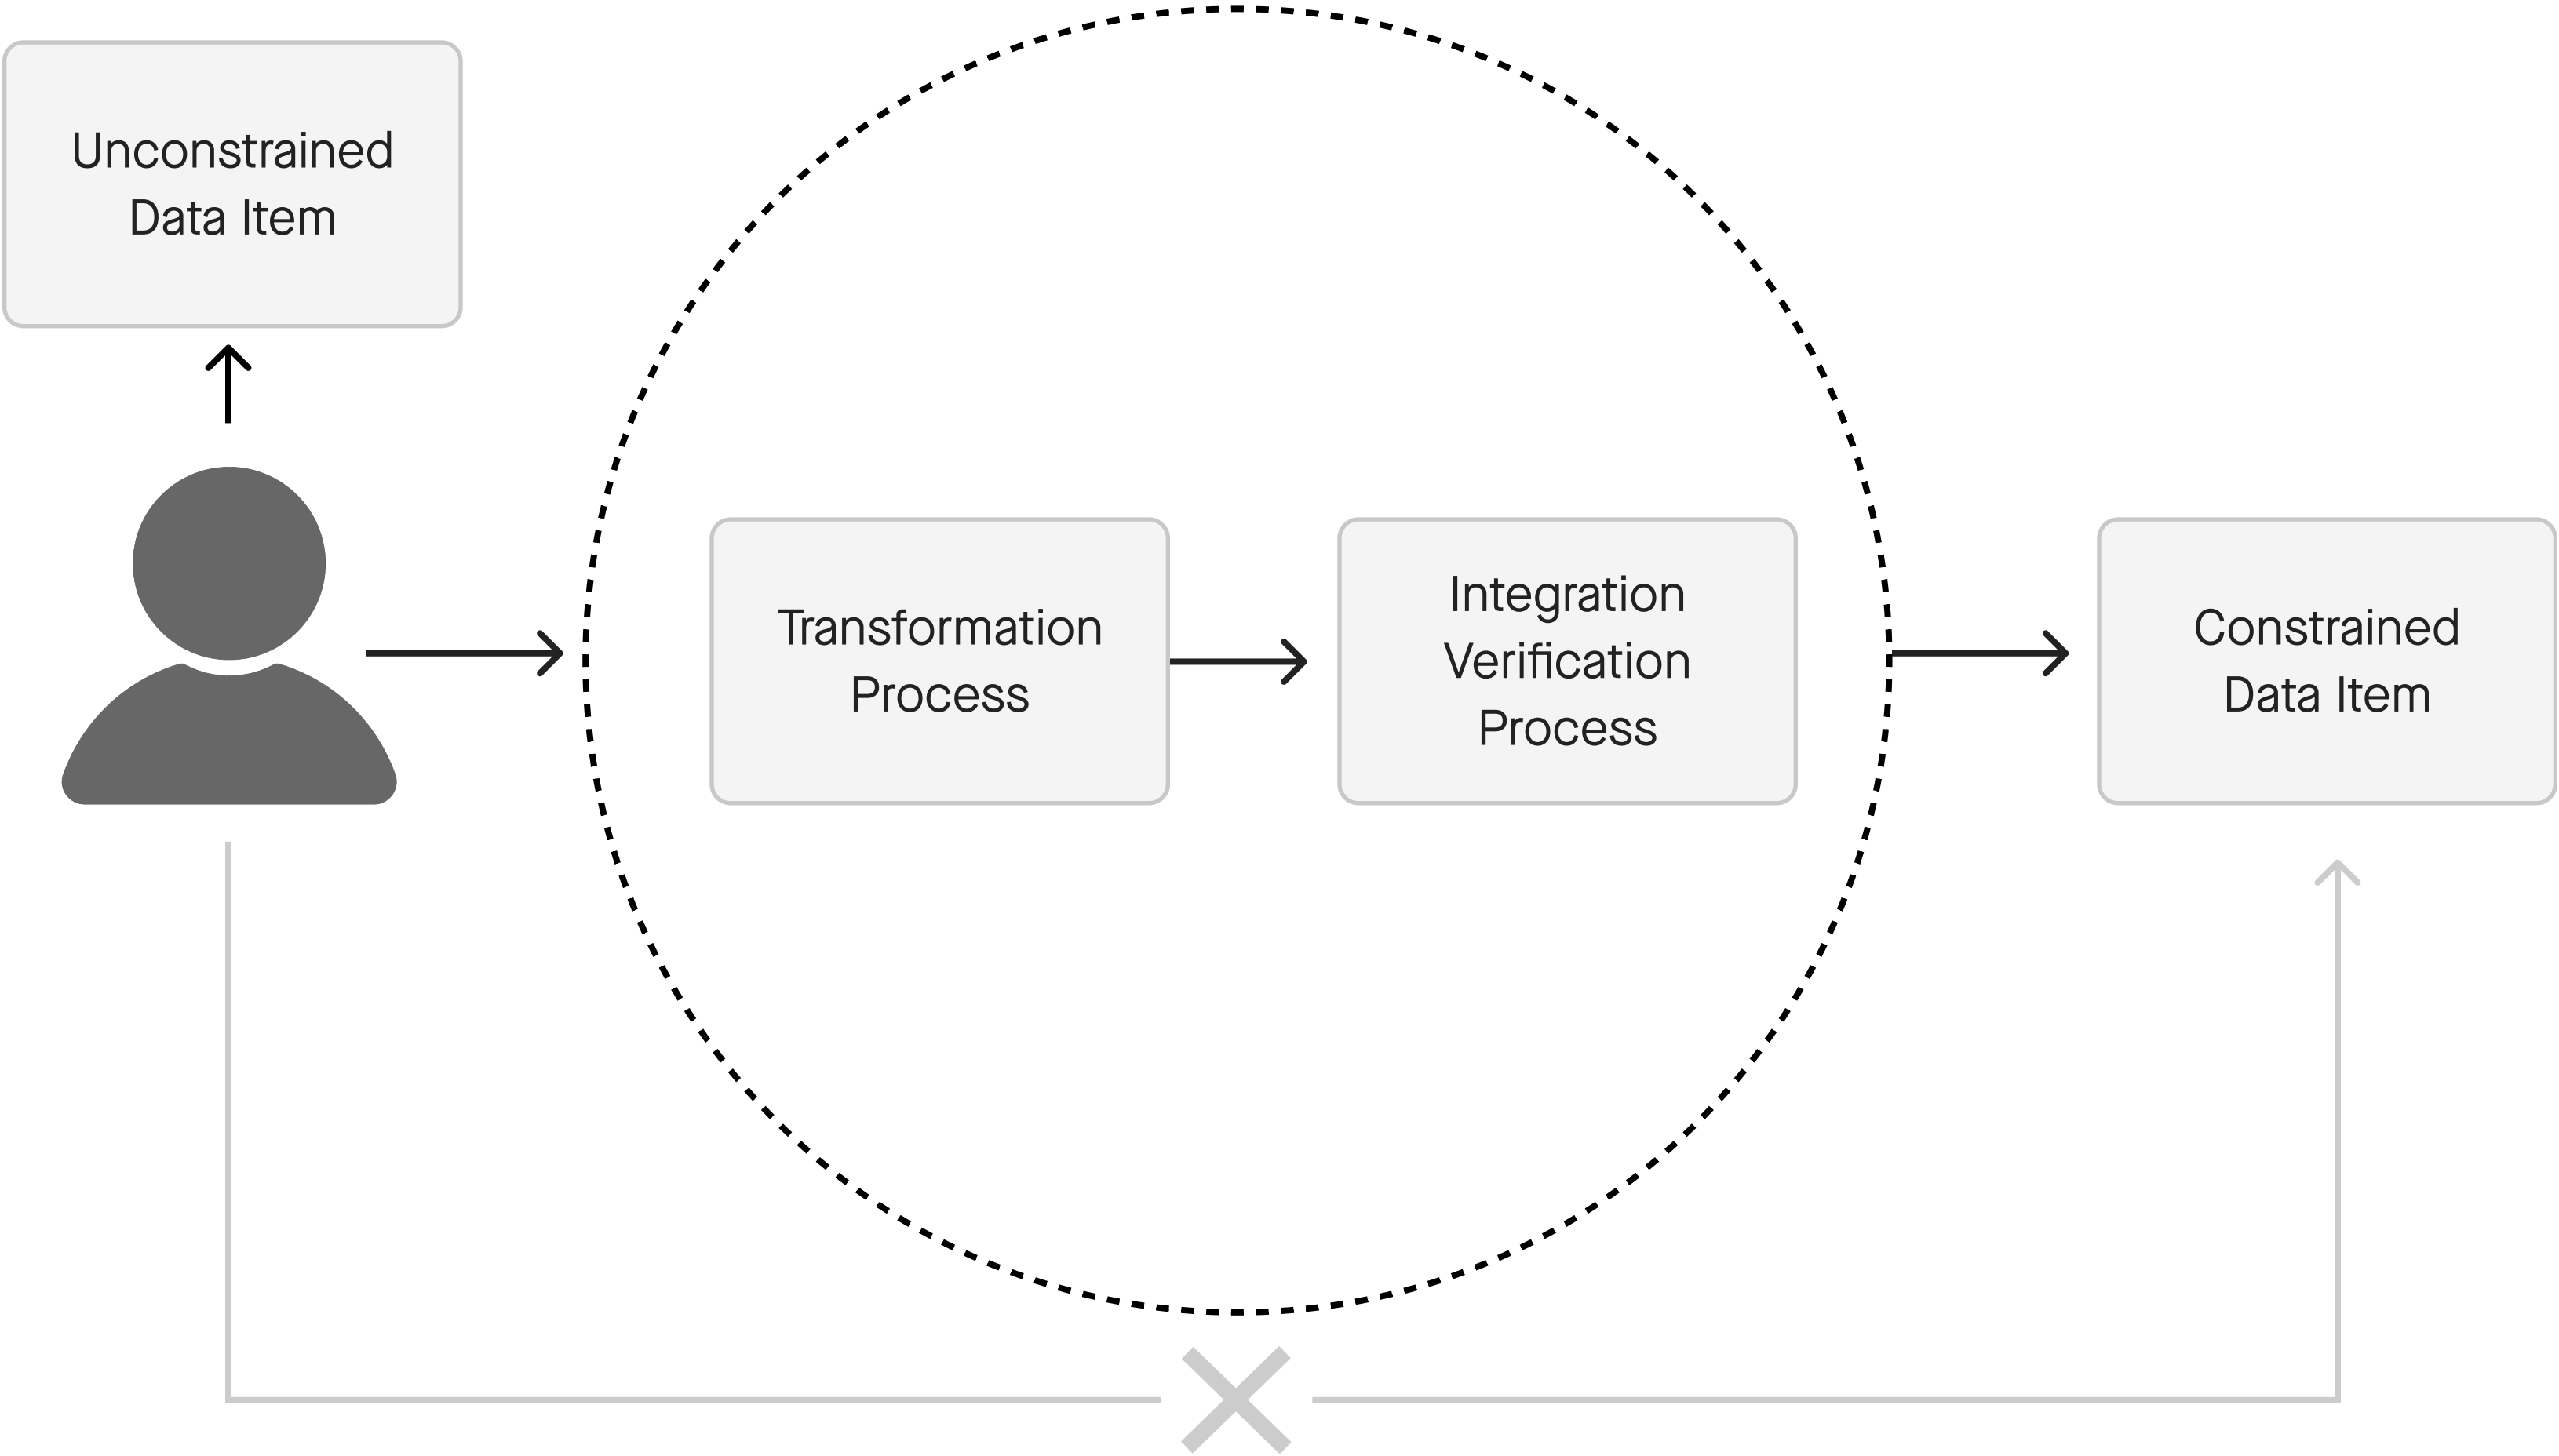 Unconstrained
Data Item
Transformation
Process
Integration
Verification
Process
Constrained
Data Item